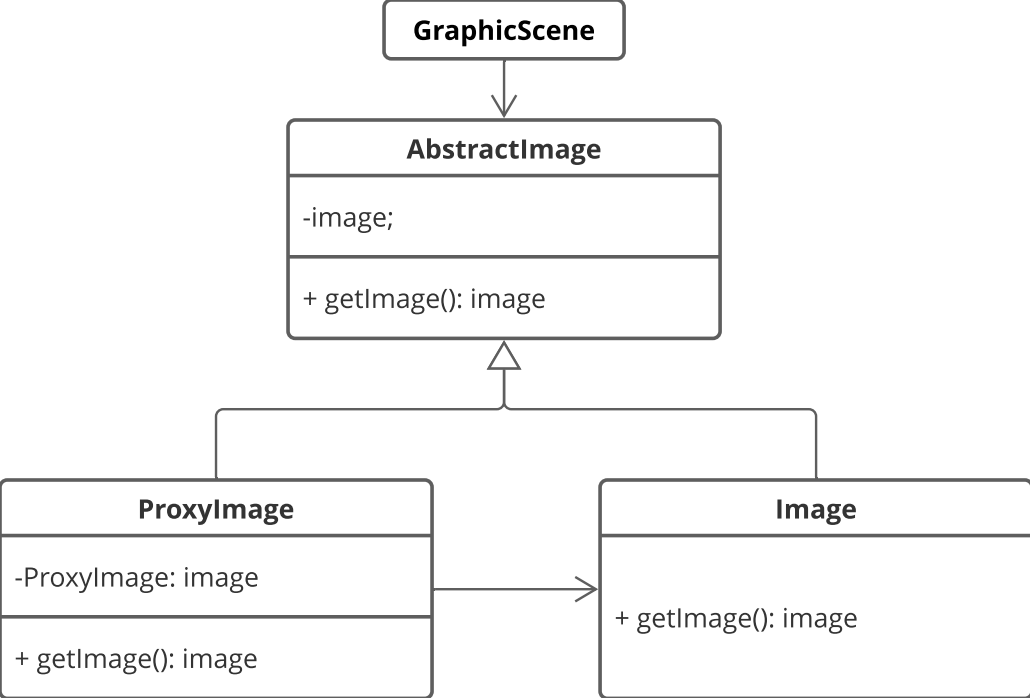 GraphicScene
AbstractImage
-image;
+ getImage(): image
ProxyImage
-ProxyImage: image
+ getImage(): image
Image
+ getImage(): image